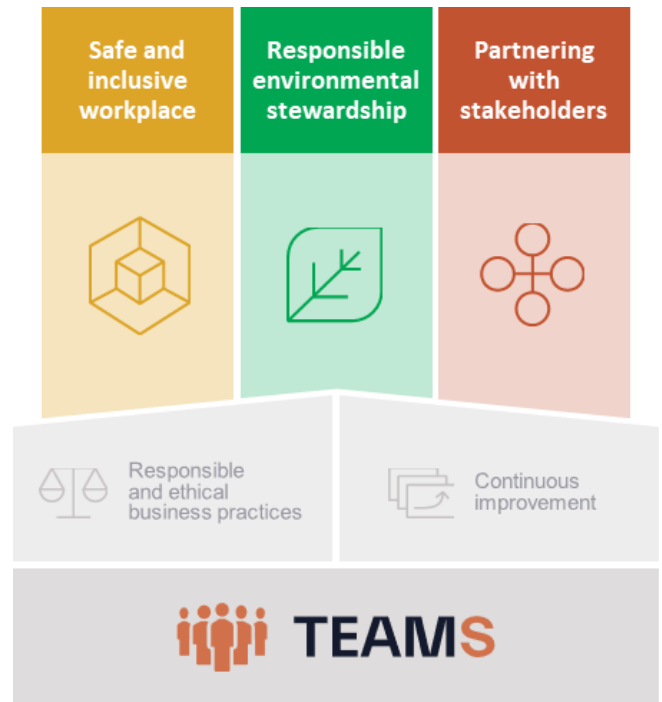 Safe and
inclusive
workplace
Responsible
environmental
stewardship
Partnering
with
stakeholders
Responsible
and ethical
business practices
Continuous
improvement
TEAMS